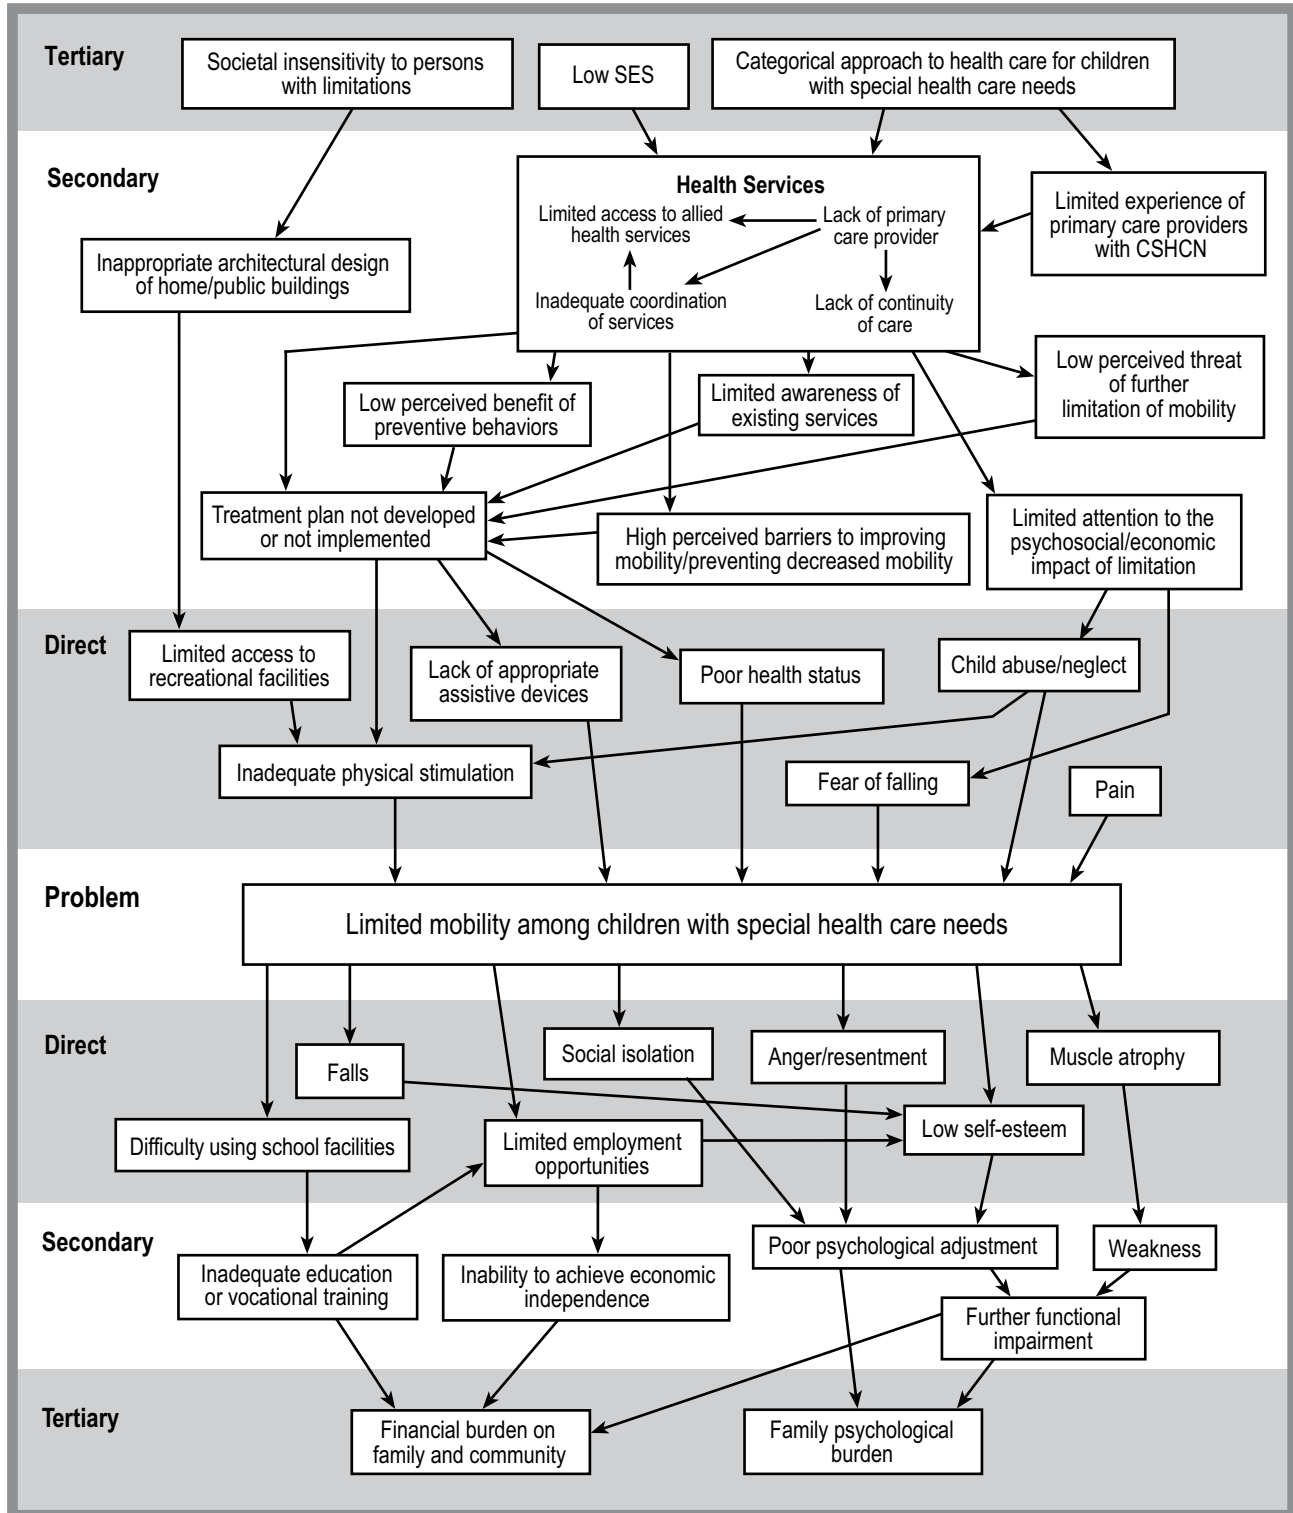 Tertiary
Societal insensitivity to persons
with limitations
Low SES
Categorical approach to health care for children
with special health care needs
Secondary
Health Services
Limited access to allied
health services
Lack of primary
care provider
Inadequate coordination
of services
Lack of continuity
of care
Limited experience of
primary care providers
with CSHCN
Inappropriate architectural design
of home/public buildings
Low perceived benefit of
preventive behaviors
Limited awareness of
existing services
Low perceived threat
of further
limitation of mobility
Treatment plan not developed
or not implemented
High perceived barriers to improving
mobility/preventing decreased mobility
Limited attention to the
psychosocial/economic
impact of limitation
Direct
Limited access to
recreational facilities
Lack of appropriate
assistive devices
Poor health status
Child abuse/neglect
Inadequate physical stimulation
Fear of falling
Pain
Problem
Limited mobility among children with special health care needs
Direct
Falls
Social isolation
Anger/resentment
Muscle atrophy
Difficulty using school facilities
Limited employment
opportunities
Low self-esteem
Secondary
Inadequate education
or vocational training
Inability to achieve economic
independence
Poor psychological adjustment
Weakness
Further functional
impairment
Tertiary
Financial burden on
family and community
Family psychological
burden